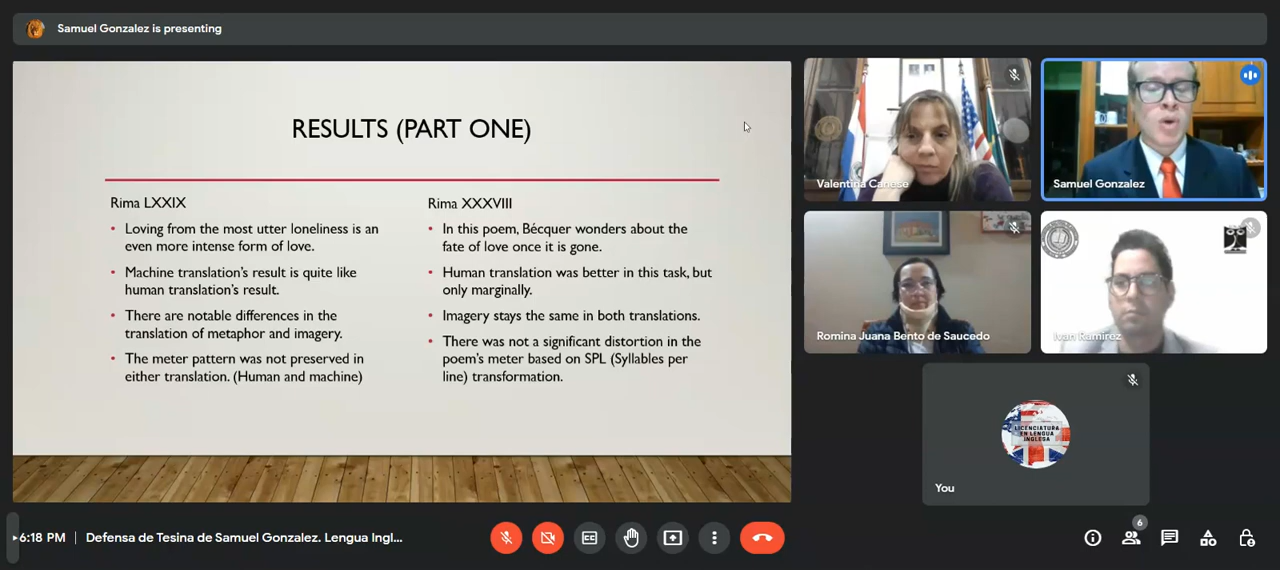 Samuel Gonzalez is presenting
RESULTS (PART ONE)
Rima LXXIX
• Loving from the most utter loneliness is an
even more intense form of love.
• Machine translation's result is quite like
human translation's result.
• There are notable differences in the
translation of metaphor and imagery.
• The meter pattern was not preserved in
either translation. (Human and machine)
Rima XXXVIII
• In this poem, Bécquer wonders about the
fate of love once it is gone.
• Human translation was better in this task, but
only marginally.
• Imagery stays the same in both translations.
• There was not a significant distortion in the
poem's meter based on SPL (Syllables per
line) transformation.
Valentina Canese
Samuel Gonzalez
Romina Juana Bento de Saucedo
Ivan Ramirez
LICENCIATURA
EN LENGUA
INGLESA
You
6:18 PM | Defensa de Tesina de Samuel Gonzalez. Lengua Ingl...
CC
6